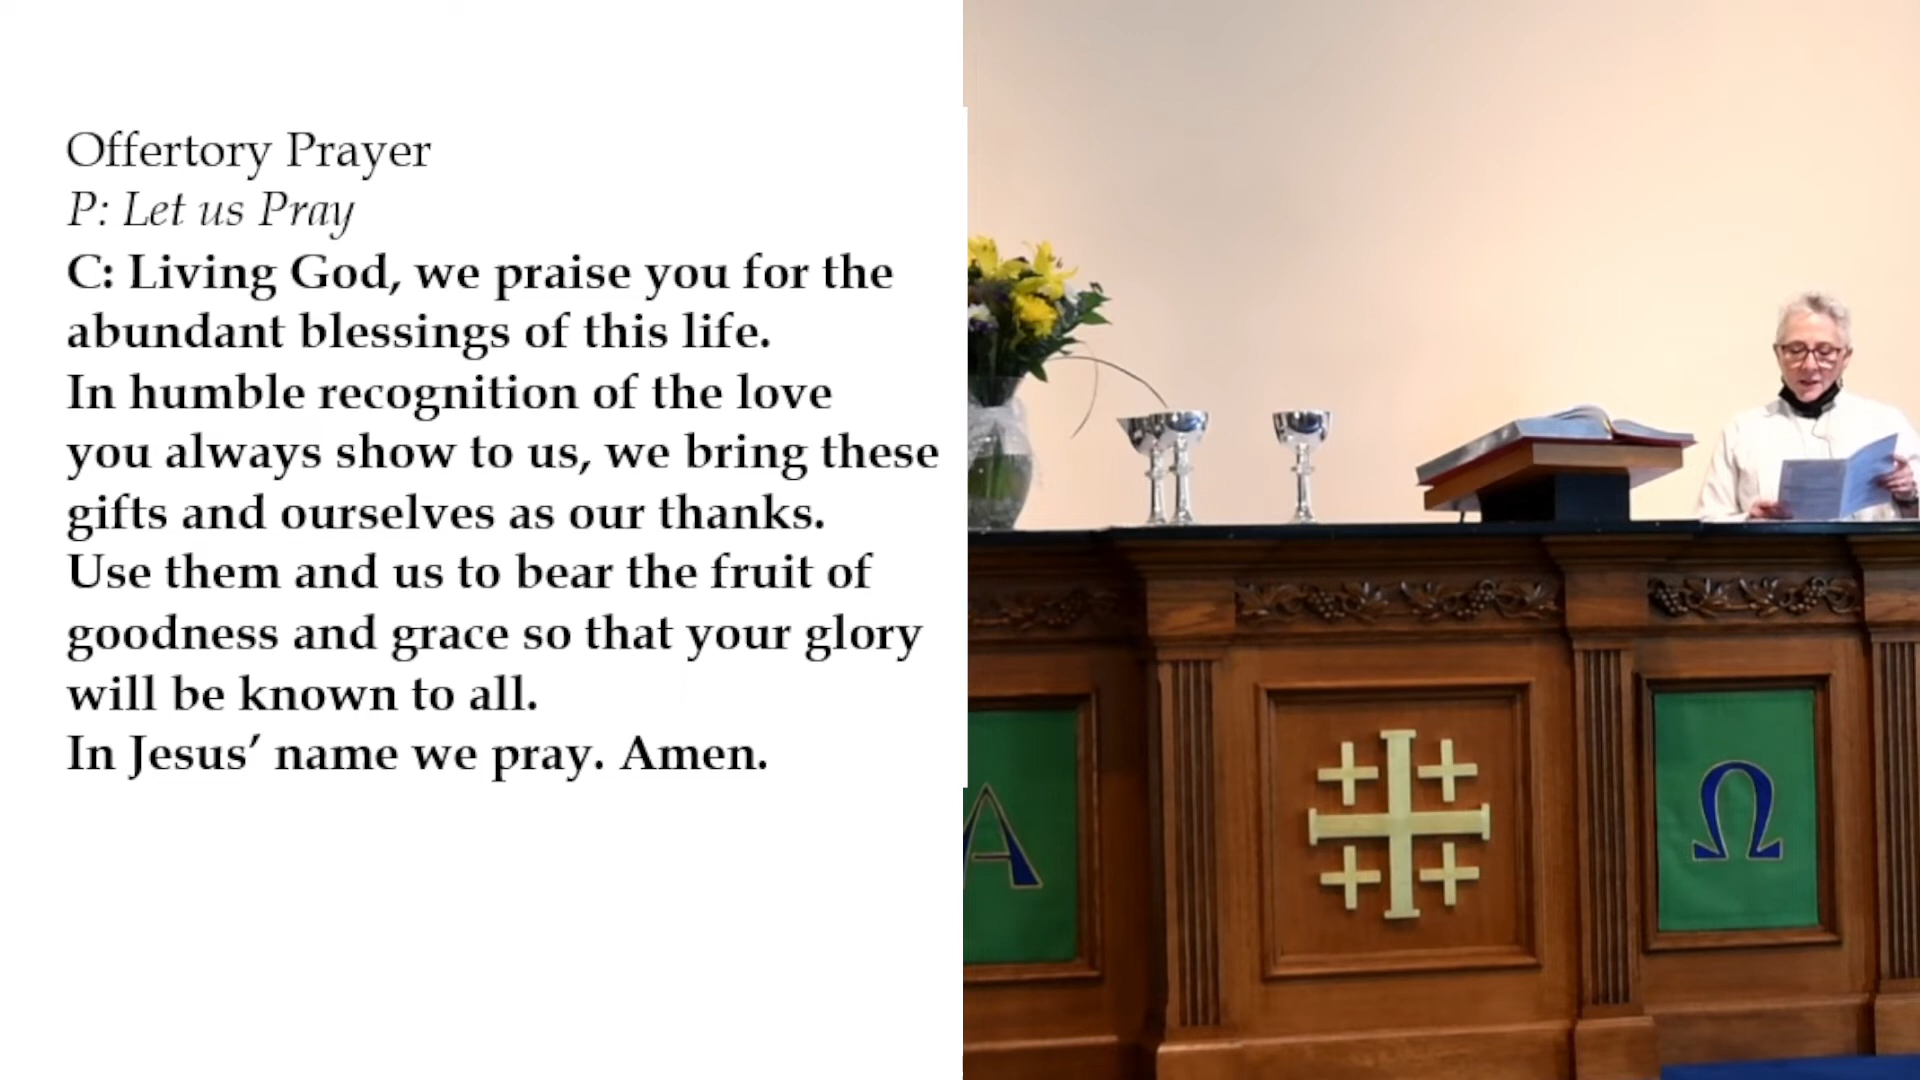 Offertory Prayer
P: Let us Pray
C: Living God, we praise you for the
abundant blessings of this life.
In humble recognition of the love
you always show to us, we bring these
gifts and ourselves as our thanks.
Use them and us to bear the fruit of
goodness and grace so that your glory
will be known to all.
In Jesus’ name we pray. Amen.
Α
Ω